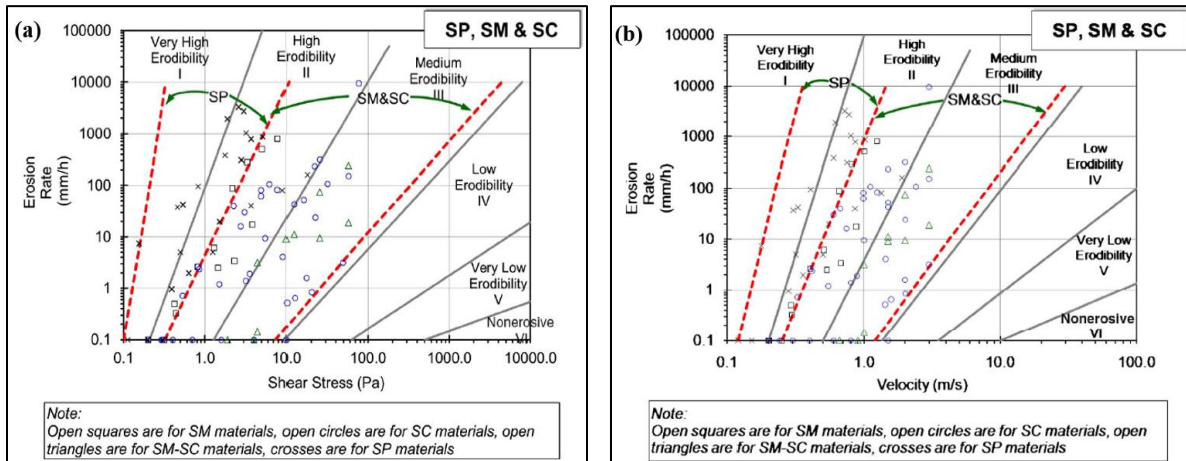 (a)
SP, SM & SC
100000
10000
1000
100
10
1
0.1
Erosion
Rate
(mm/h)
Very High
Erodibility
I
High
Erodibility
II
Medium
Erodibility
III
SP
SM&SC
Low
Erodibility
IV
Very Low
Erodibility
V
Nonerosive
VI
0.1
1.0
10.0
100.0
1000.0
10000.0
Shear Stress (Pa)
Note:
Open squares are for SM materials, open circles are for SC materials, open
triangles are for SM-SC materials, crosses are for SP materials
(b)
SP, SM & SC
100000
10000
1000
100
10
1
0.1
Erosion
Rate
(mm/h)
Very High
Erodibility
I
High
Erodibility
II
Medium
Erodibility
III
SP
SM&SC
Low
Erodibility
IV
Very Low
Erodibility
V
Nonerosive
VI
0.1
1.0
10.0
100.0
Velocity (m/s)
Note:
Open squares are for SM materials, open circles are for SC materials, open
triangles are for SM-SC materials, crosses are for SP materials